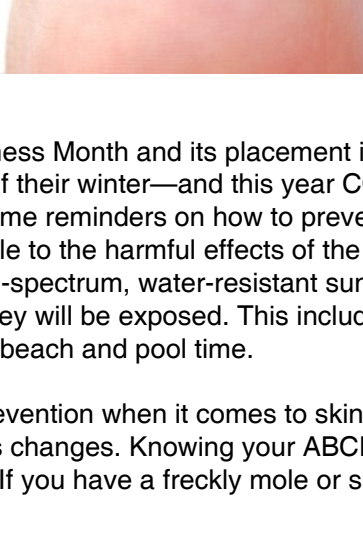 ness Month and its placement i
f their winter—and this year C
me reminders on how to preve
le to the harmful effects of the
-spectrum, water-resistant sun
ey will be exposed. This includ
beach and pool time.
evention when it comes to skin
s changes. Knowing your ABCD
If you have a freckly mole or s